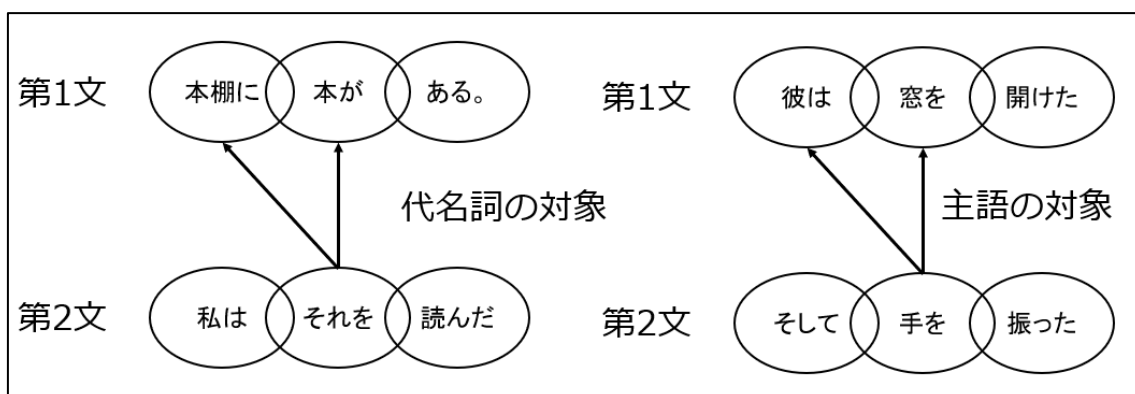 第1文 本棚に 本が ある。
代名詞の対象
第2文 私は それを 読んだ
第1文 彼は 窓を 開けた
主語の対象
第2文 そして 手を 振った